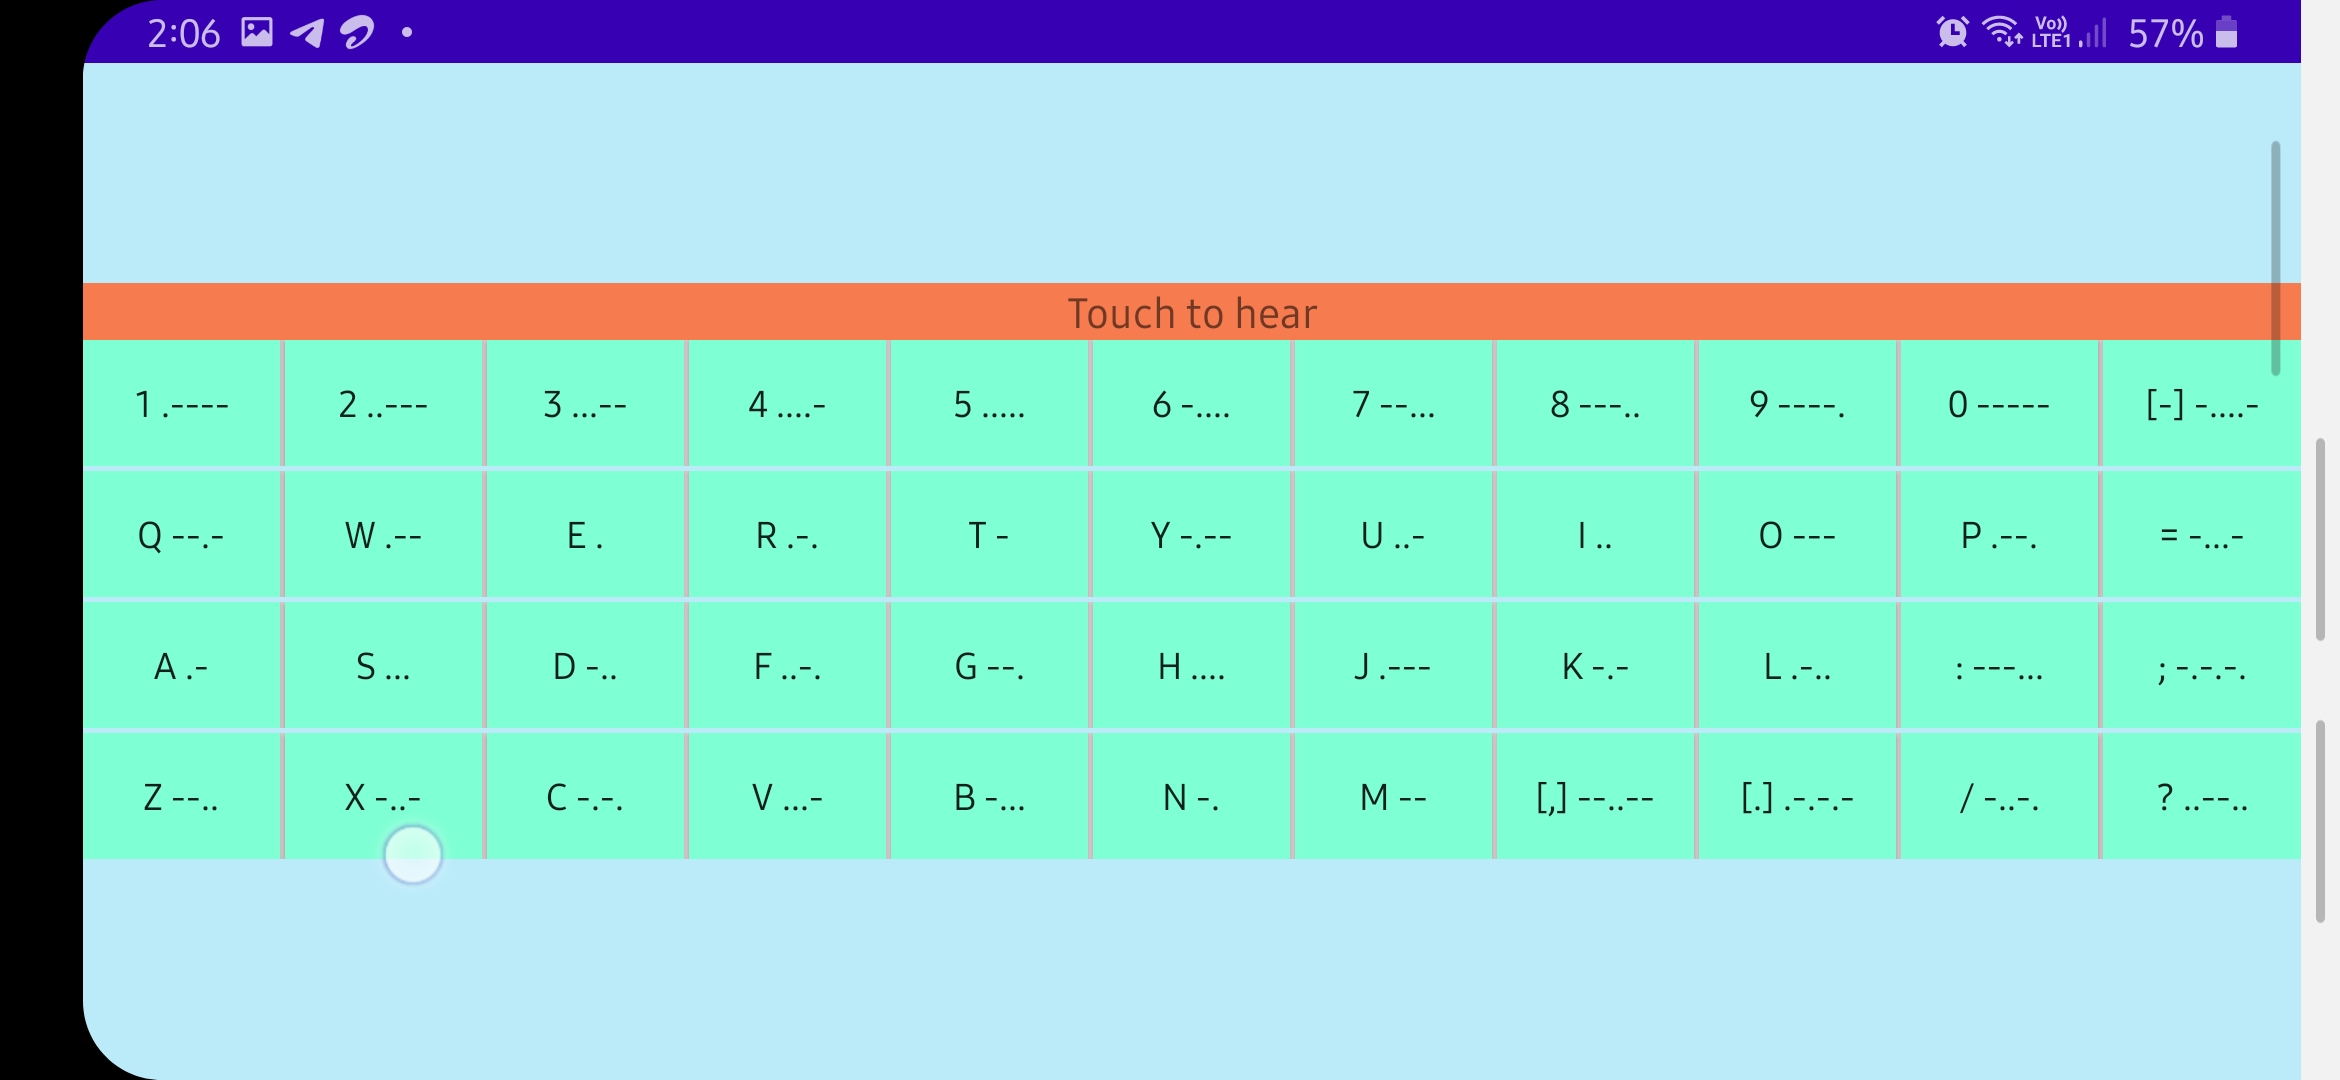 2:06 Vo)) LTE1 57%
Touch to hear
1 .---- 2 ..--- 3 ...-- 4 ....- 5 ..... 6 -.... 7 --... 8 ---.. 9 ----. 0 ----- [-] -....-
Q --.- W .-- E . R .-. T - Y -.-- U ..- I .. O --- P .--. = -...-
A .- S ... D -.. F ..-. G --. H .... J .--- K -.- L .-.. : ---... ; -.-.-.
Z --.. X -..- C -.-. V ...- B -... N -. M -- [,] --..-- [.] .-.-.- / -..-. ? ..--..